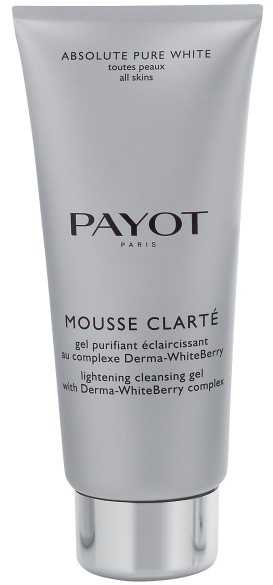 ABSOLUTE PURE WHITE
toutes peaux
all skins
PAYOT
PARIS
MOUSSE CLARTÉ
gel purifiant éclaircissant
au complexe Derma-WhiteBerry
lightening cleansing gel
with Derma-WhiteBerry complex